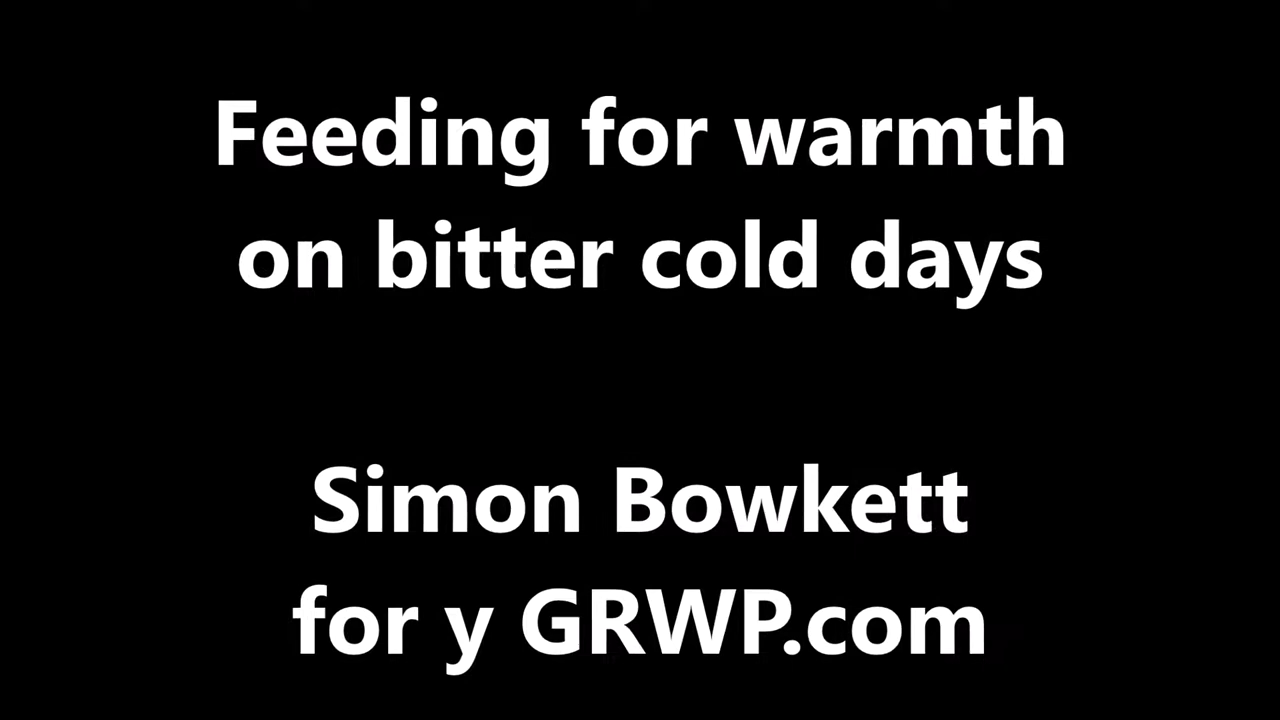 Feeding for warmth
on bitter cold days
Simon Bowkett
for y GRWP.com